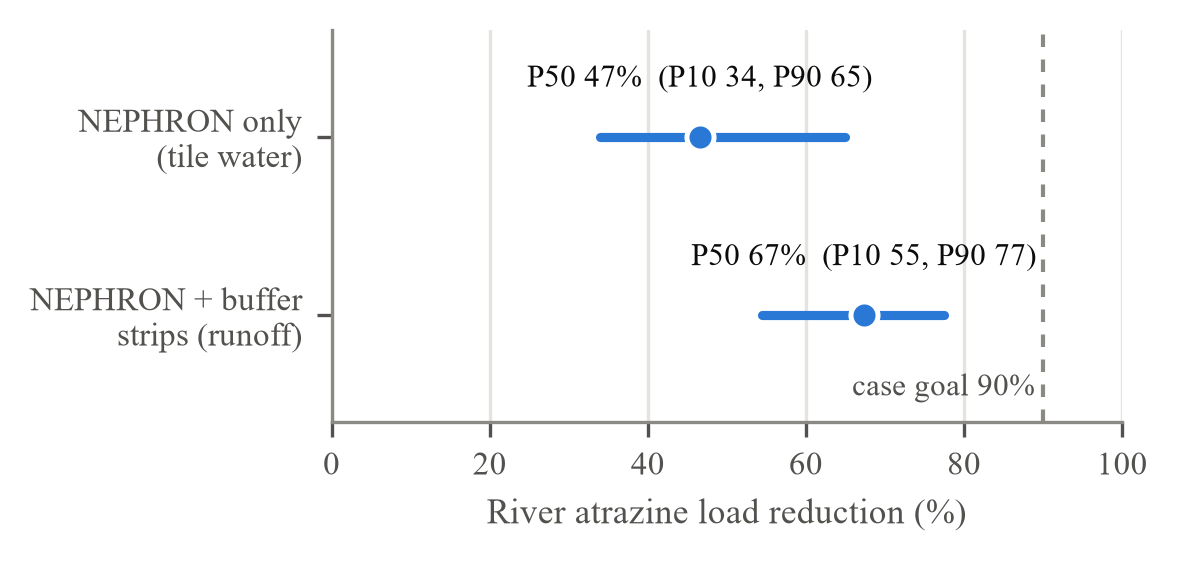 P50 47% (P10 34, P90 65)
NEPHRON only
(tile water)
P50 67% (P10 55, P90 77)
NEPHRON + buffer
strips (runoff)
case goal 90%
0 20 40 60 80 100
River atrazine load reduction (%)